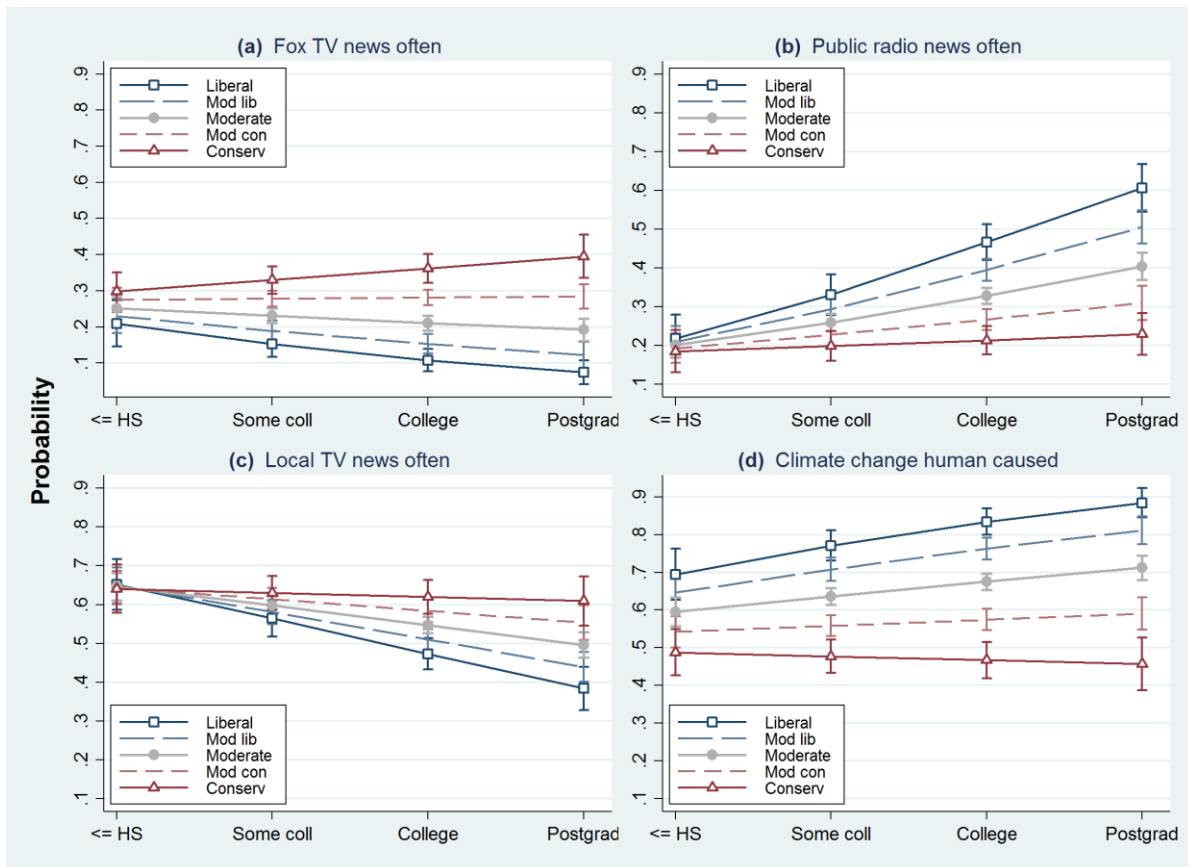 (a) Fox TV news often
.9
.8
.7
.6
.5
.4
.3
.2
.1
Liberal
Mod lib
Moderate
Mod con
Conserv
<= HS
Some coll
College
Postgrad
(b) Public radio news often
.9
.8
.7
.6
.5
.4
.3
.2
.1
Liberal
Mod lib
Moderate
Mod con
Conserv
<= HS
Some coll
College
Postgrad
Probability
(c) Local TV news often
.9
.8
.7
.6
.5
.4
.3
.2
.1
Liberal
Mod lib
Moderate
Mod con
Conserv
<= HS
Some coll
College
Postgrad
(d) Climate change human caused
.9
.8
.7
.6
.5
.4
.3
.2
.1
Liberal
Mod lib
Moderate
Mod con
Conserv
<= HS
Some coll
College
Postgrad